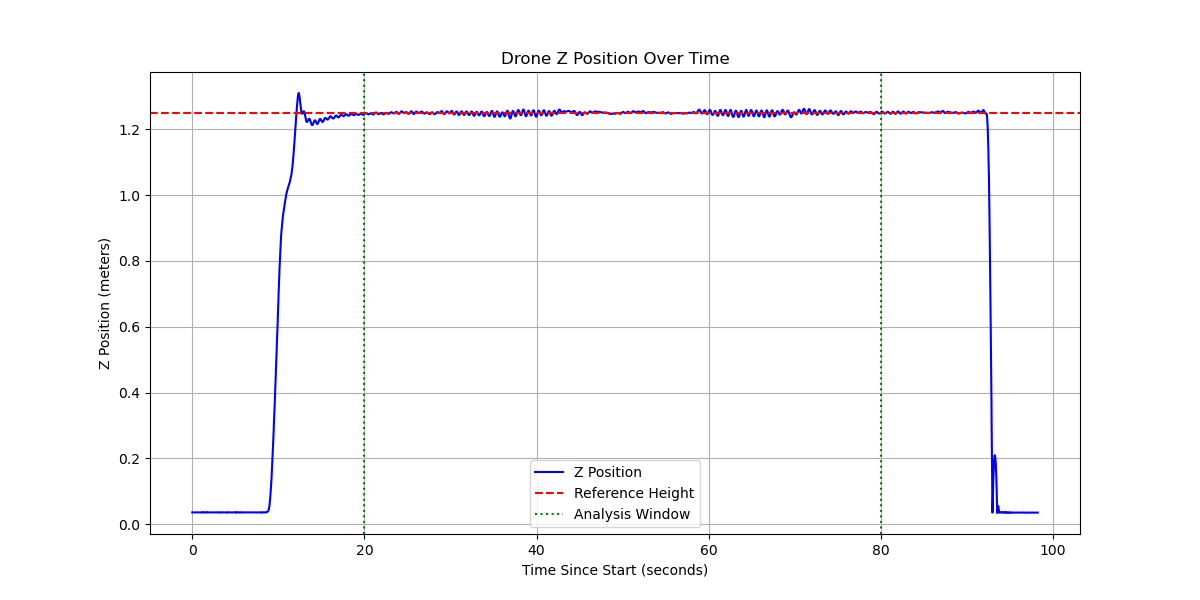 Drone Z Position Over Time
Z Position (meters)
1.2
1.0
0.8
0.6
0.4
0.2
0.0
Z Position
Reference Height
Analysis Window
0 20 40 60 80 100
Time Since Start (seconds)